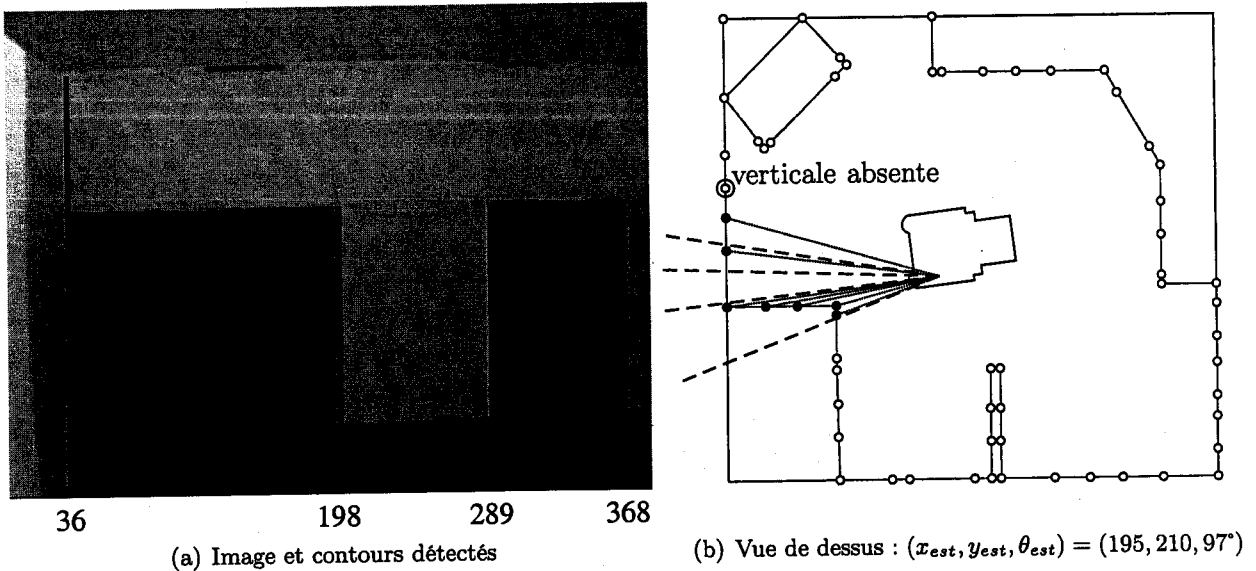 verticale absente
36 198 289 368
(a) Image et contours détectés
(b) Vue de dessus : (x_est, y_est, θ_est) = (195, 210, 97°)